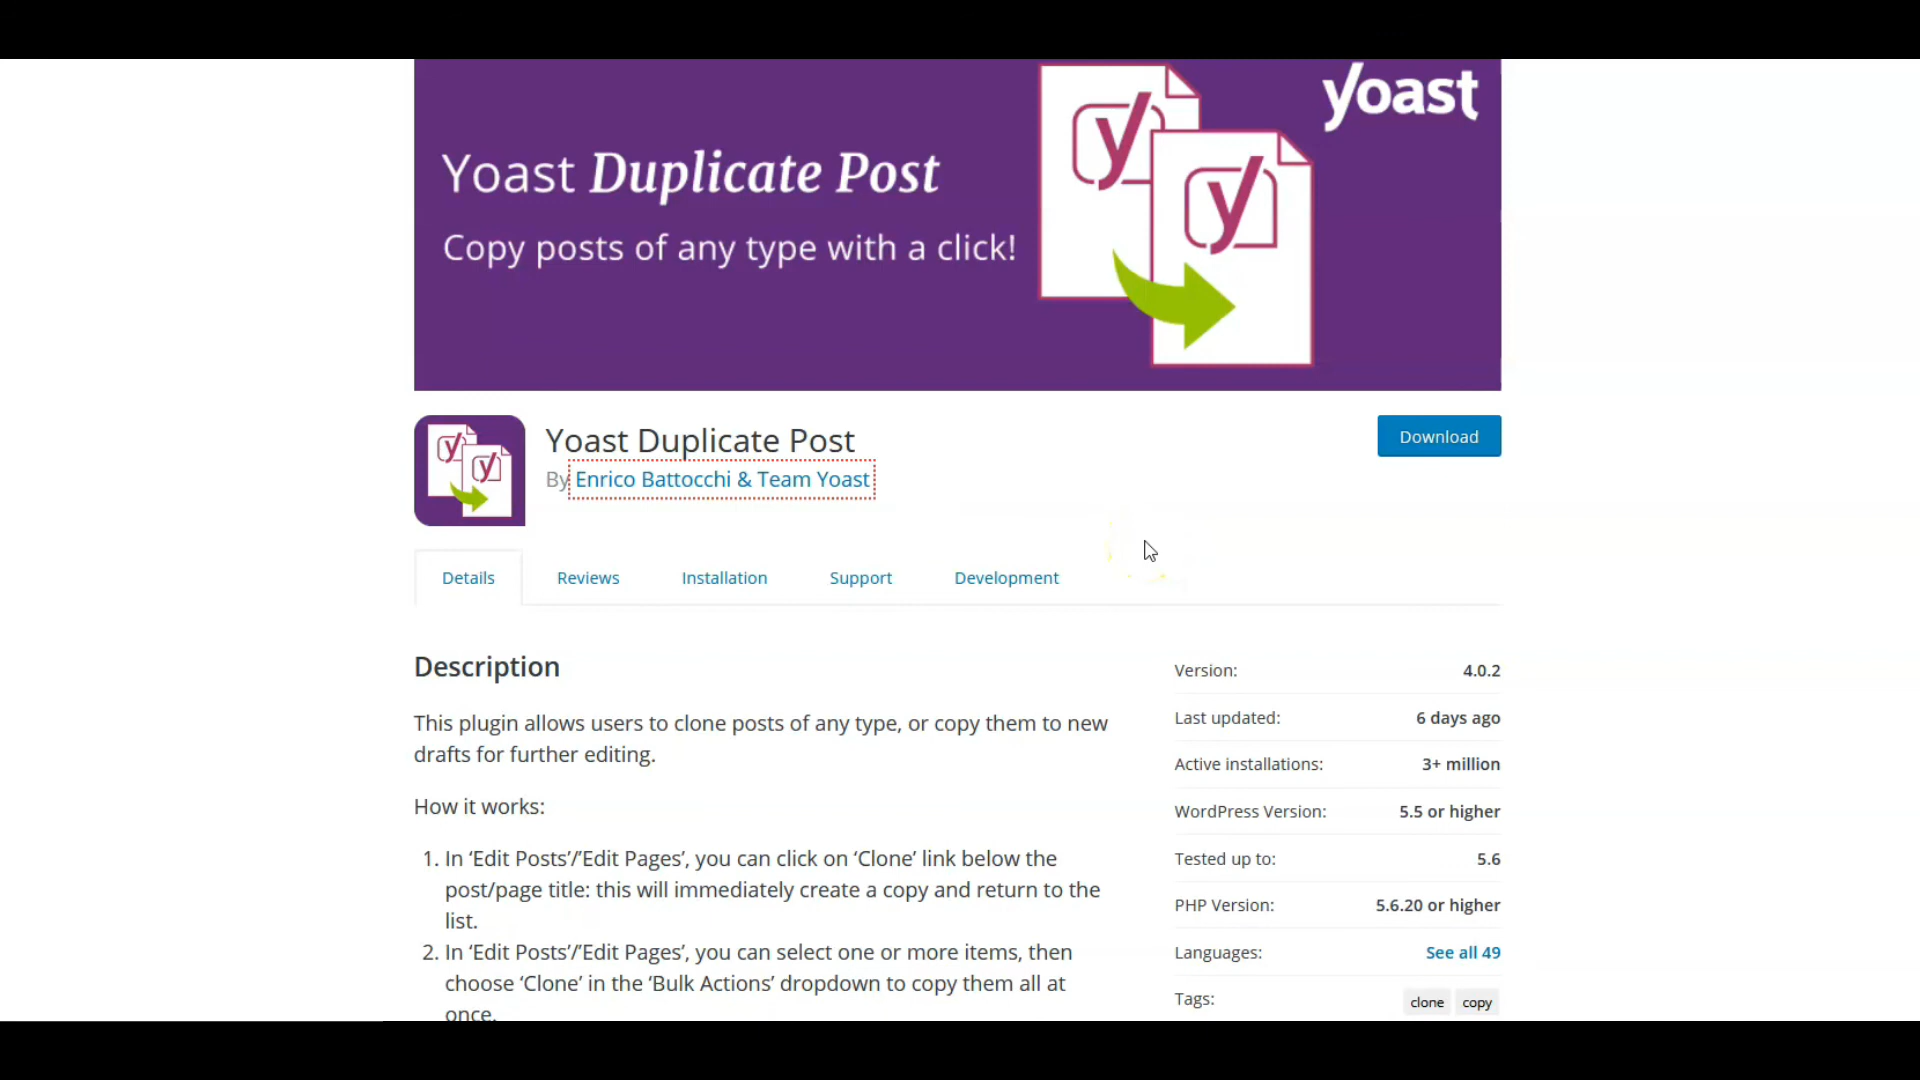 yoast
Yoast Duplicate Post
Copy posts of any type with a click!
Yoast Duplicate Post
Download
By Enrico Battocchi & Team Yoast
Details
Reviews
Installation
Support
Development
Description
This plugin allows users to clone posts of any type, or copy them to new
drafts for further editing.
How it works:
1. In ‘Edit Posts’/’Edit Pages’, you can click on ‘Clone’ link below the
post/page title: this will immediately create a copy and return to the
list.
2. In ‘Edit Posts’/’Edit Pages’, you can select one or more items, then
choose ‘Clone’ in the ‘Bulk Actions’ dropdown to copy them all at
once.
Version: 4.0.2
Last updated: 6 days ago
Active installations: 3+ million
WordPress Version: 5.5 or higher
Tested up to: 5.6
PHP Version: 5.6.20 or higher
Languages: See all 49
Tags: clone copy